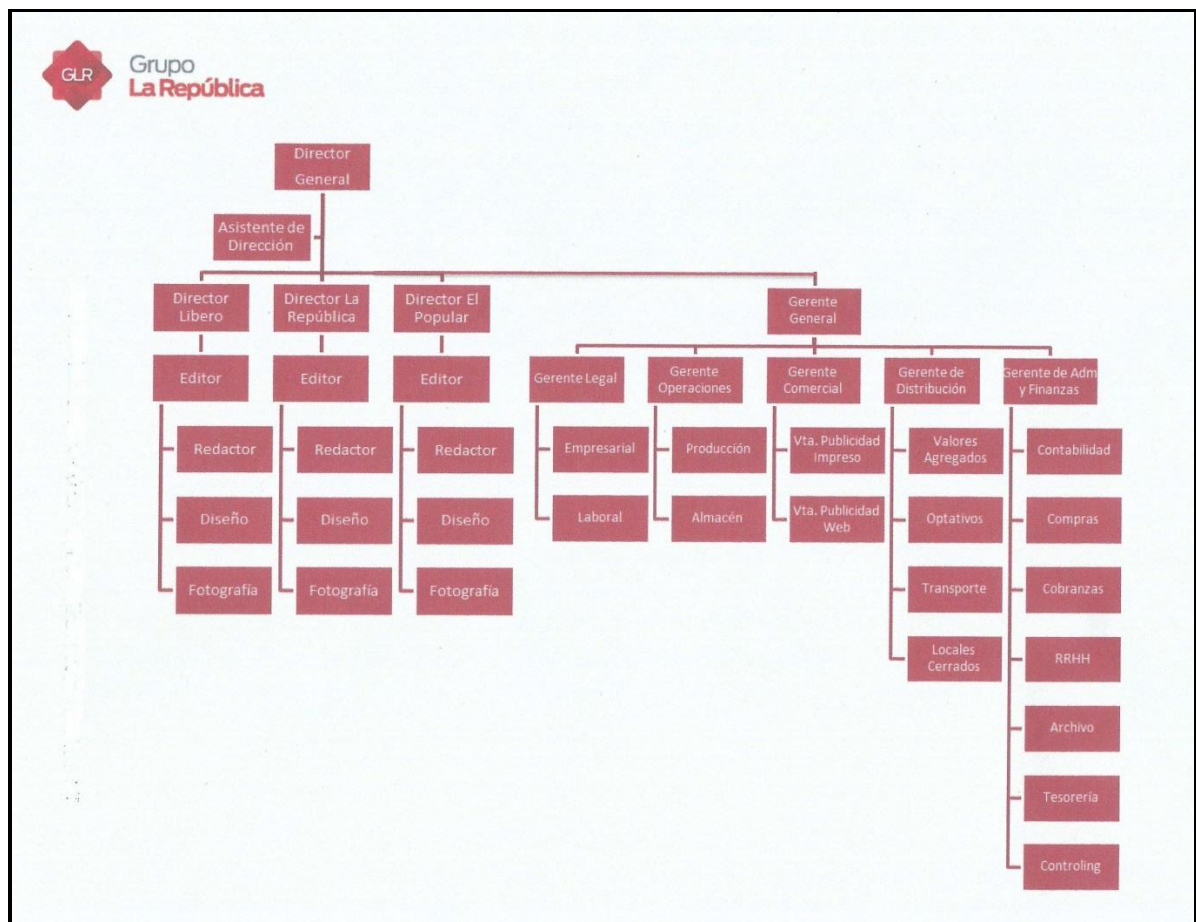 GLR
Grupo
La República
Director
General
Asistente de
Dirección
Director
Libero
Director La
República
Director El
Popular
Gerente
General
Editor
Editor
Editor
Gerente Legal
Gerente
Operaciones
Gerente
Comercial
Gerente de
Distribución
Gerente de Adm
y Finanzas
Redactor
Redactor
Redactor
Empresarial
Producción
Vta. Publicidad
Impreso
Valores
Agregados
Contabilidad
Diseño
Diseño
Diseño
Laboral
Almacén
Vta. Publicidad
Web
Optativos
Compras
Fotografía
Fotografía
Fotografía
Transporte
Cobranzas
Locales
Cerrados
RRHH
Archivo
Tesorería
Controling